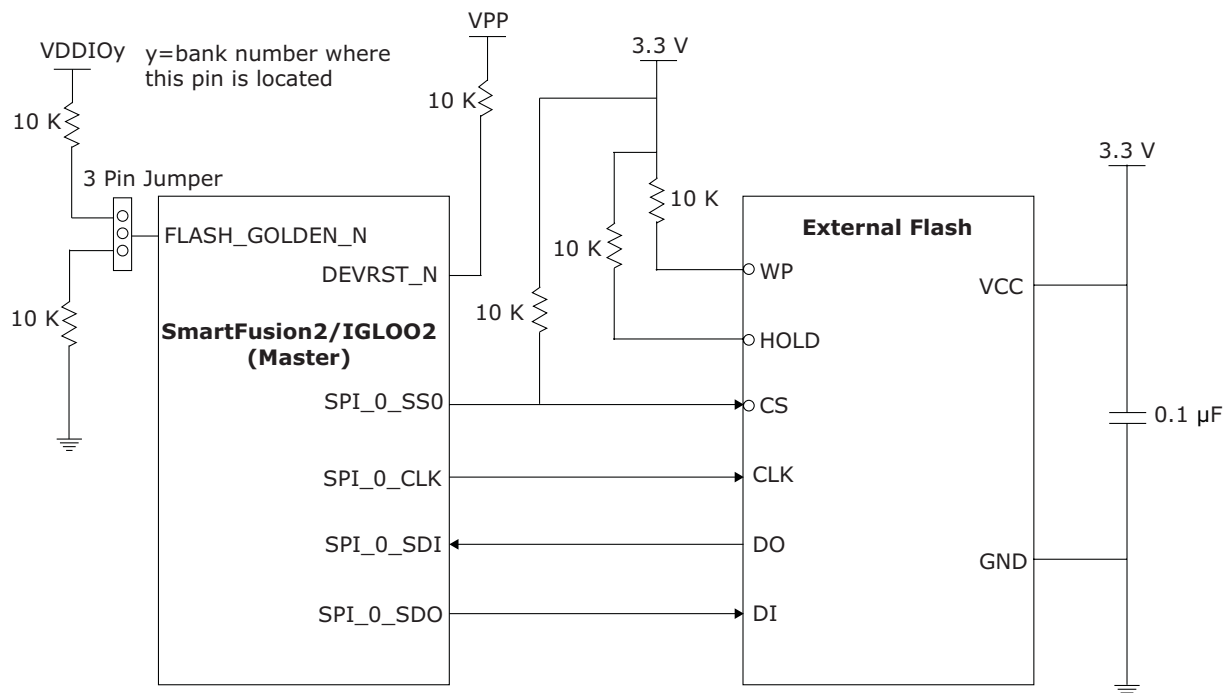 VPP
VDDIOy
y=bank number where
this pin is located
3.3 V
10 K
10 K
3.3 V
3 Pin Jumper
10 K
External Flash
FLASH_GOLDEN_N
10 K
WP
DEVRST_N
VCC
10 K
10 K
SmartFusion2/IGLOO2
(Master)
HOLD
SPI_0_SS0
CS
0.1 µF
SPI_0_CLK
CLK
SPI_0_SDI
DO
GND
SPI_0_SDO
DI